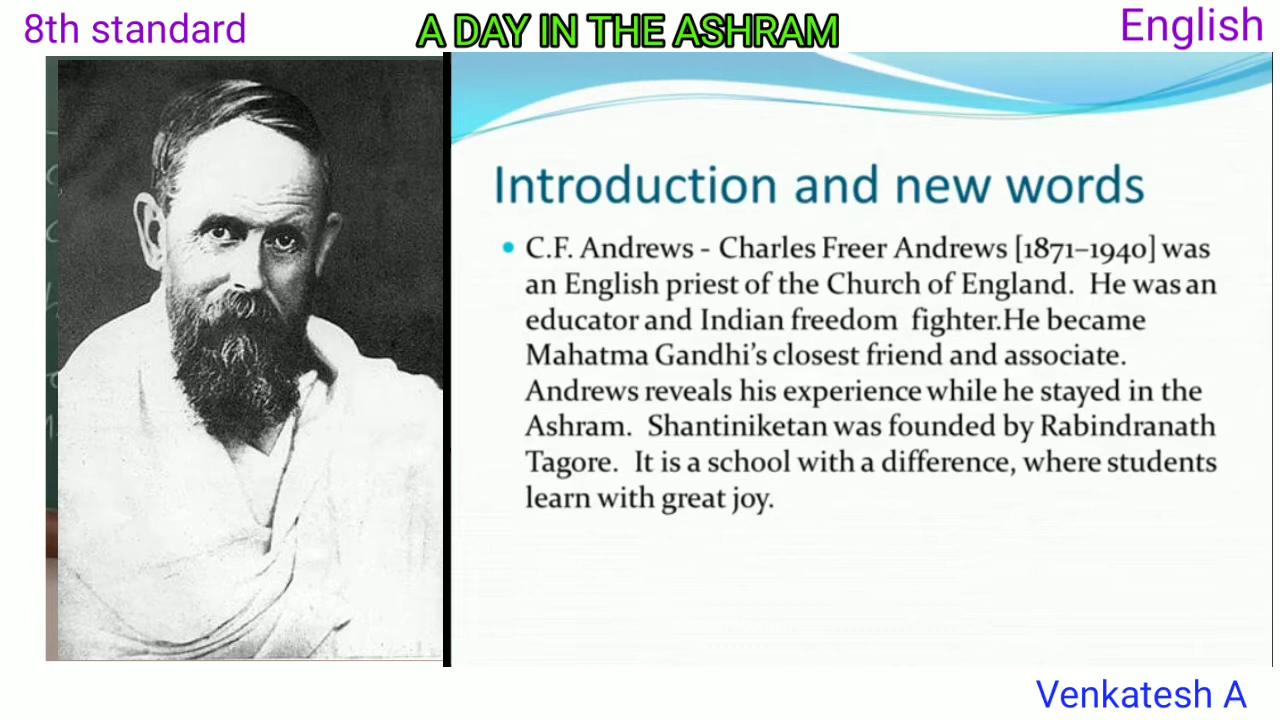 8th standard
A DAY IN THE ASHRAM
English
Introduction and new words
• C.F. Andrews - Charles Freer Andrews [1871–1940] was
an English priest of the Church of England. He was an
educator and Indian freedom fighter.He became
Mahatma Gandhi's closest friend and associate.
Andrews reveals his experience while he stayed in the
Ashram. Shantiniketan was founded by Rabindranath
Tagore. It is a school with a difference, where students
learn with great joy.
Venkatesh A